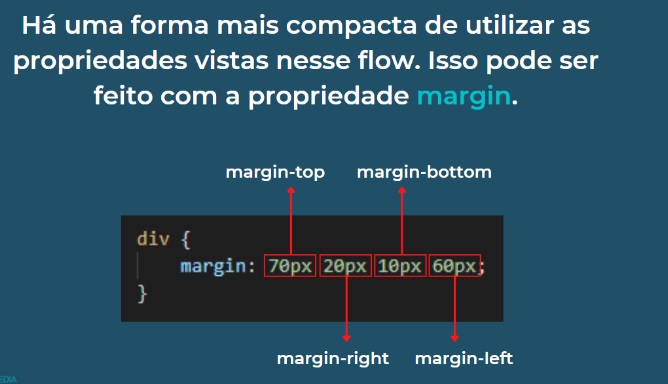 Há uma forma mais compacta de utilizar as
propriedades vistas nesse flow. Isso pode ser
feito com a propriedade margin.
margin-top margin-bottom
div {
margin: 70px 20px 10px 60px;
}
margin-right margin-left
EDIA